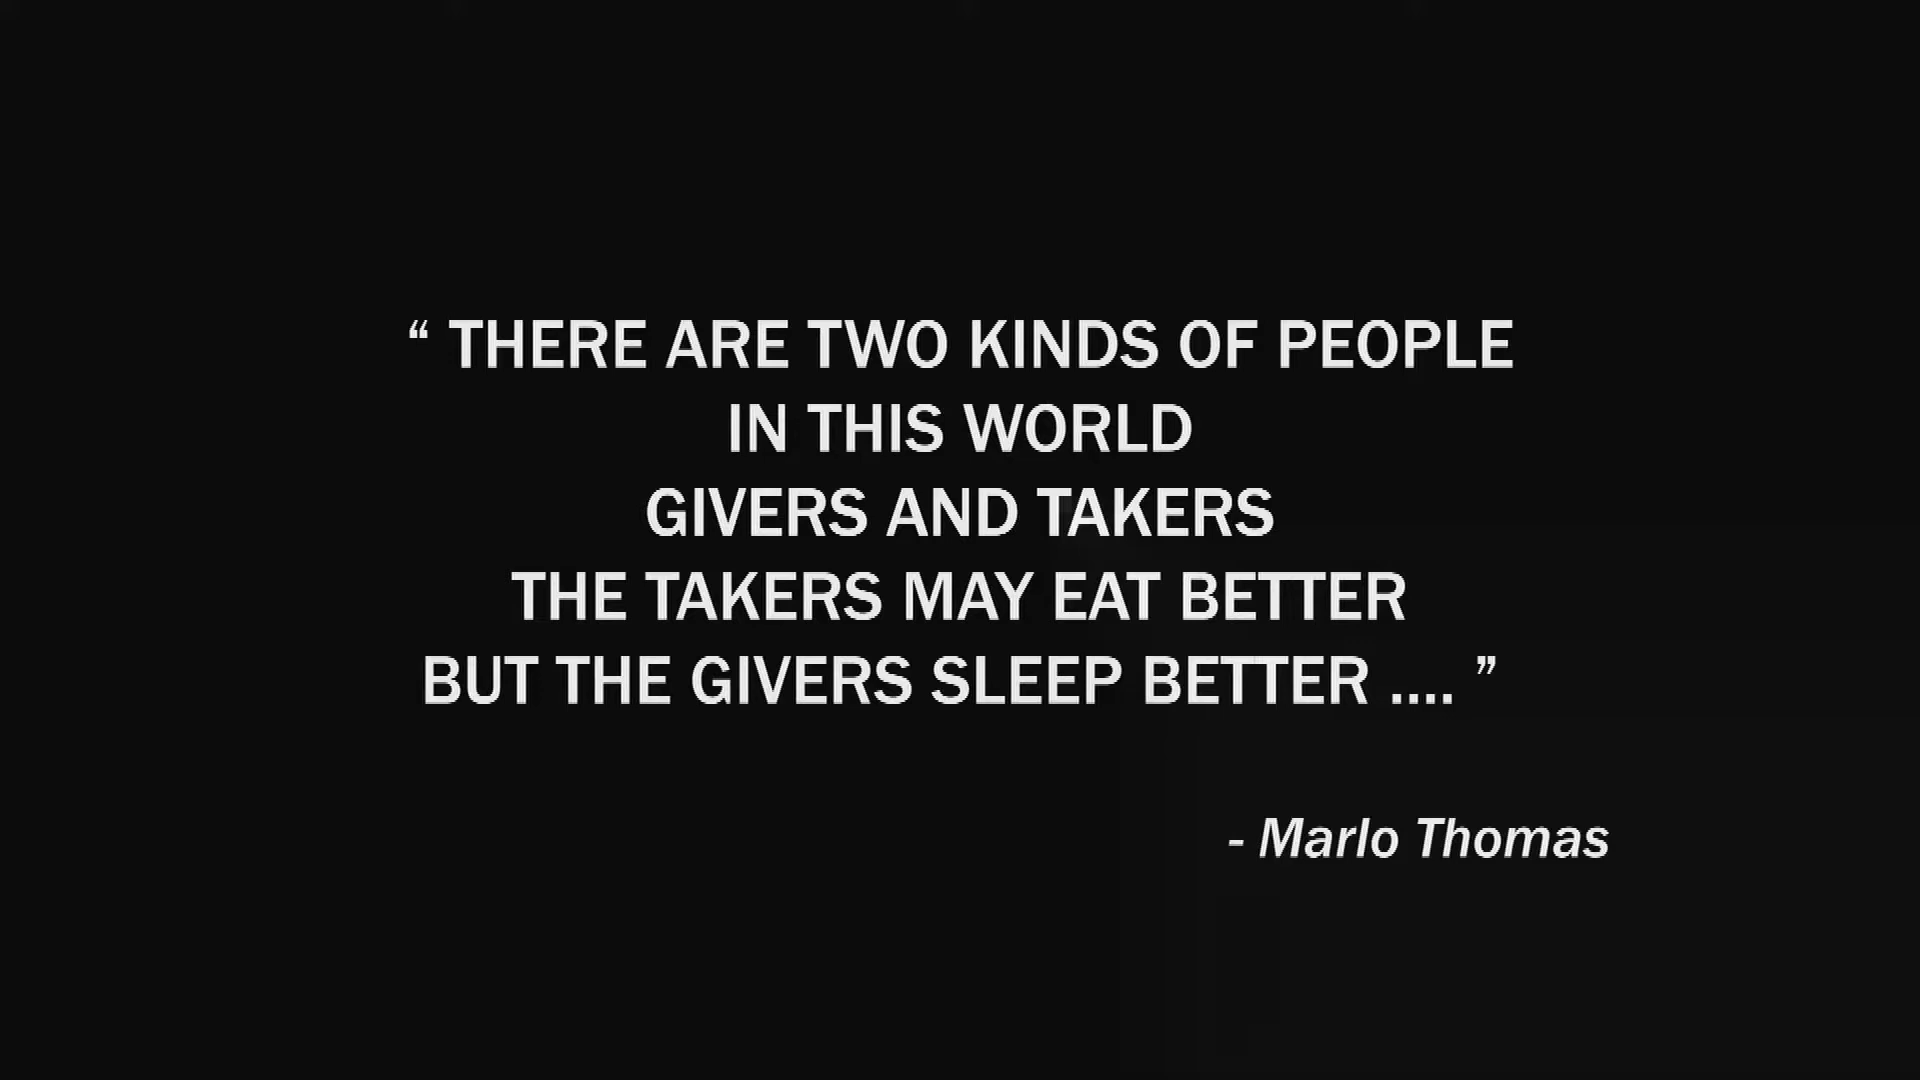 “ THERE ARE TWO KINDS OF PEOPLE
IN THIS WORLD
GIVERS AND TAKERS
THE TAKERS MAY EAT BETTER
BUT THE GIVERS SLEEP BETTER .... ”
- Marlo Thomas